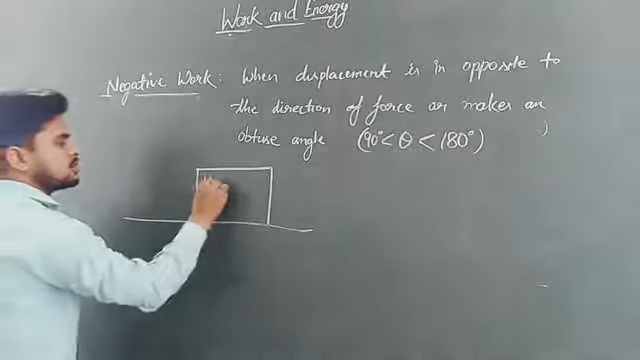 Work and Energy
Negative Work: When displacement is in opposite to
the direction of force or makes an
obtuse angle (90° < θ < 180°)